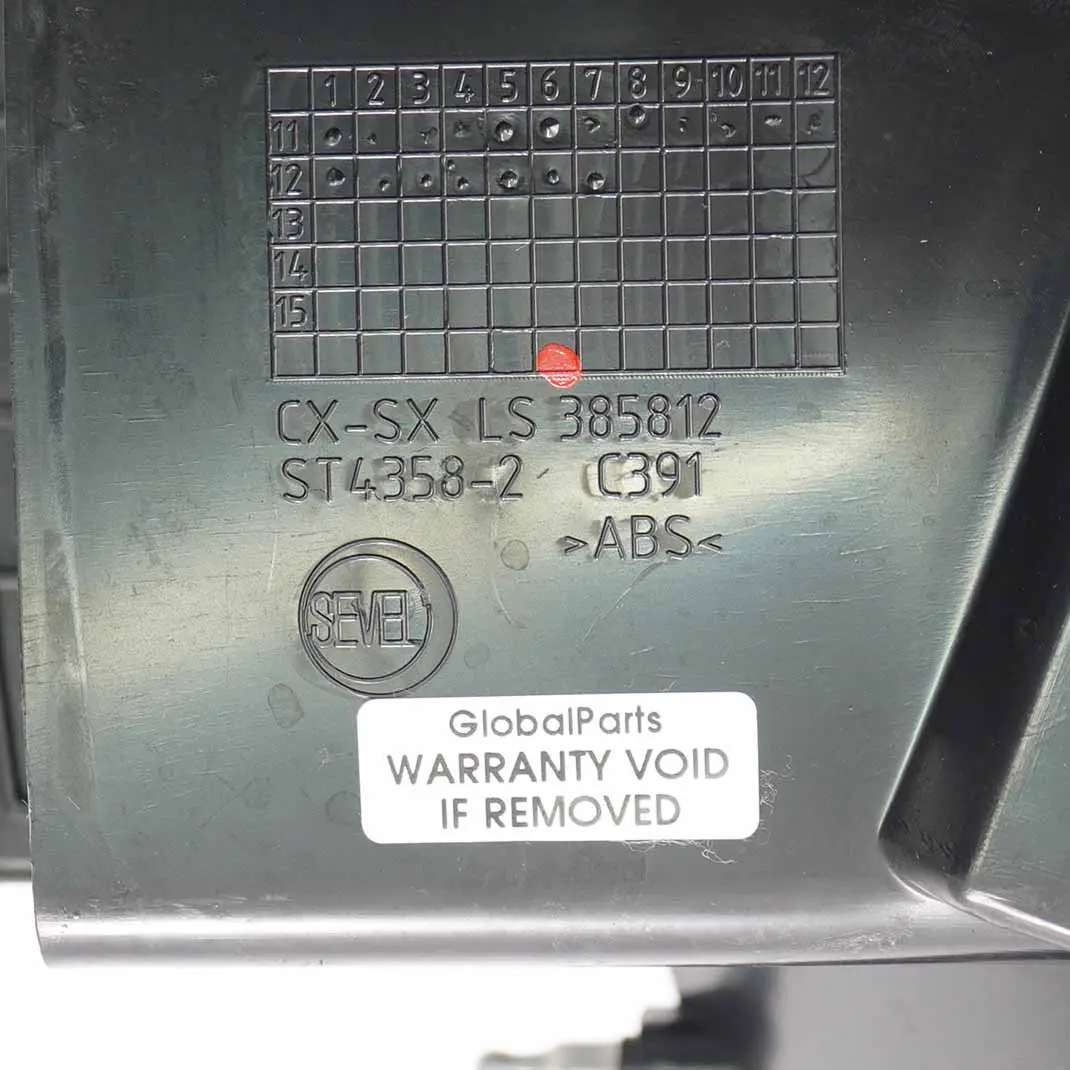 1 2 3 4 5 6 7 8 9 10 11 12
11
12
13
14
15
CX-SX LS 385812
ST4358-2 C391
>ABS<
SEVEL
GlobalParts
WARRANTY VOID
IF REMOVED